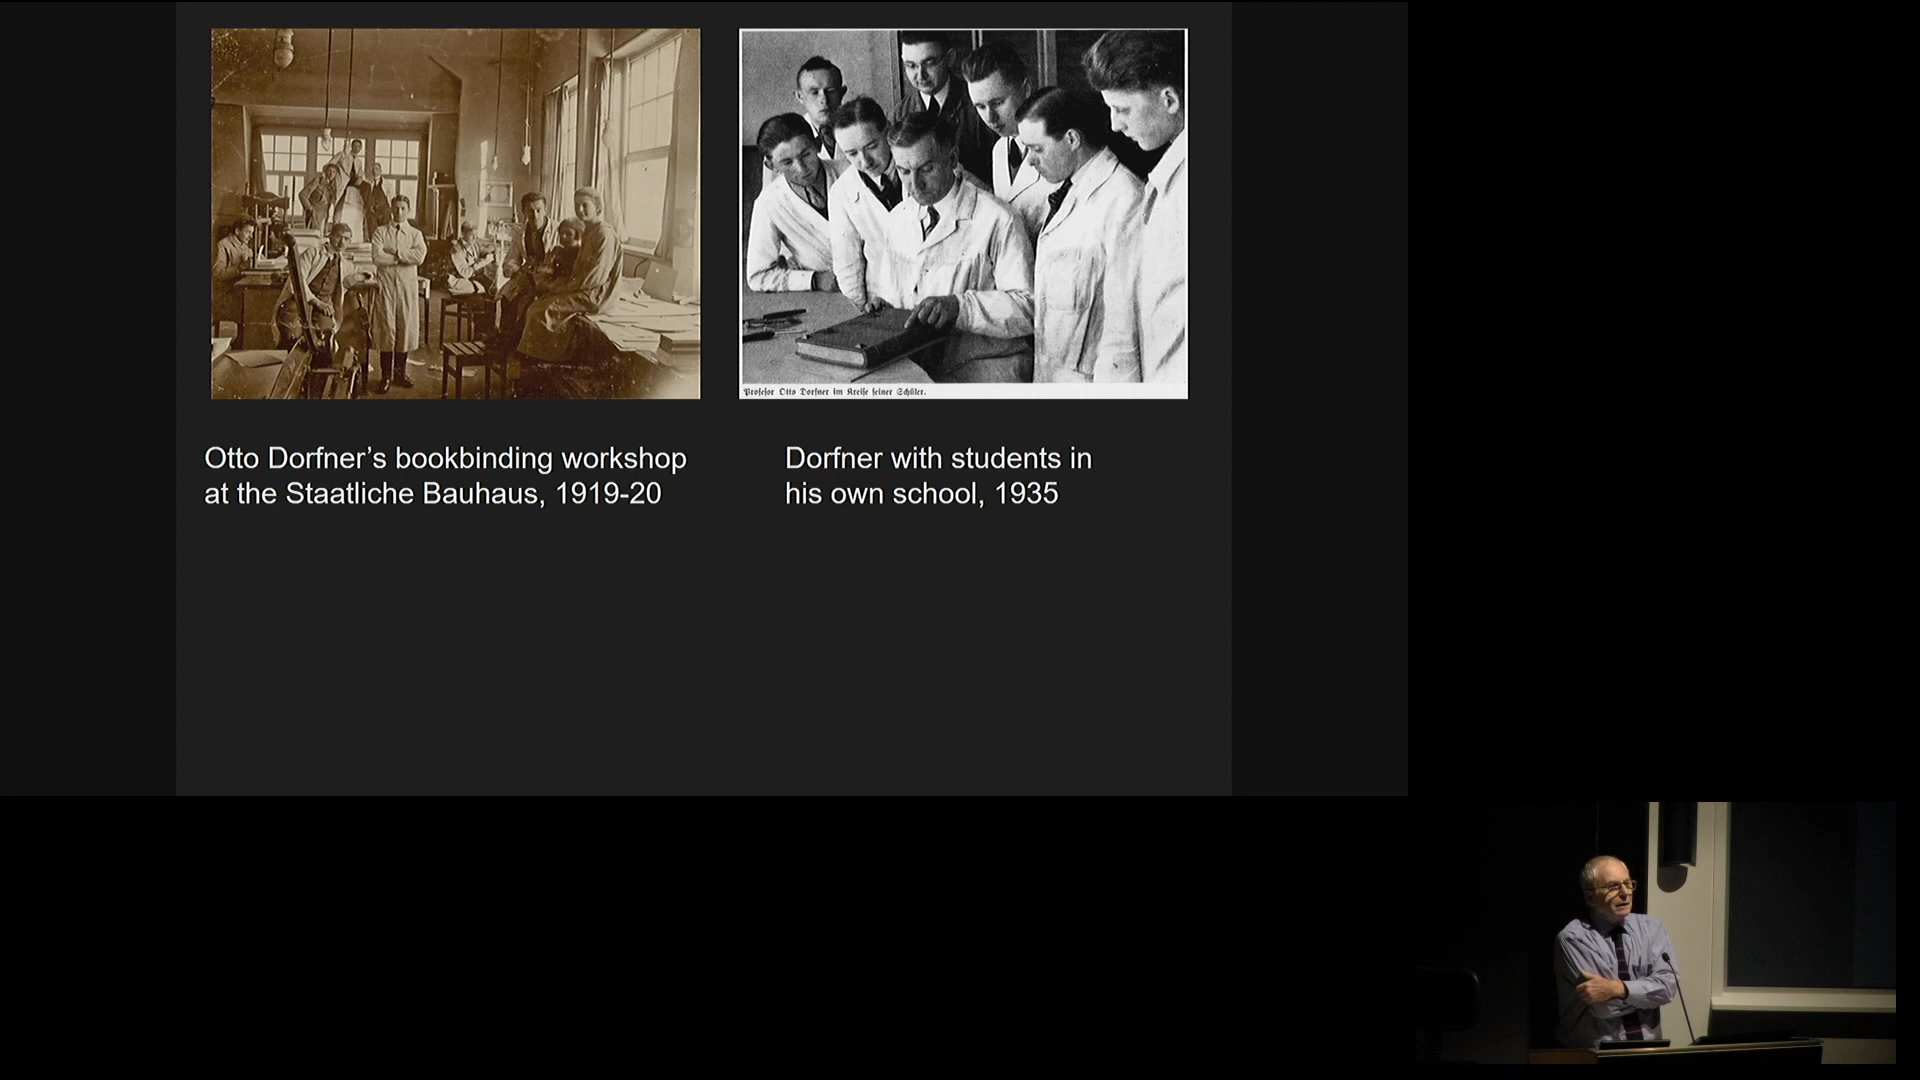 Profeſor Otto Dorfner im Kreiſe ſeiner Schüler.
Otto Dorfner’s bookbinding workshop
at the Staatliche Bauhaus, 1919-20
Dorfner with students in
his own school, 1935